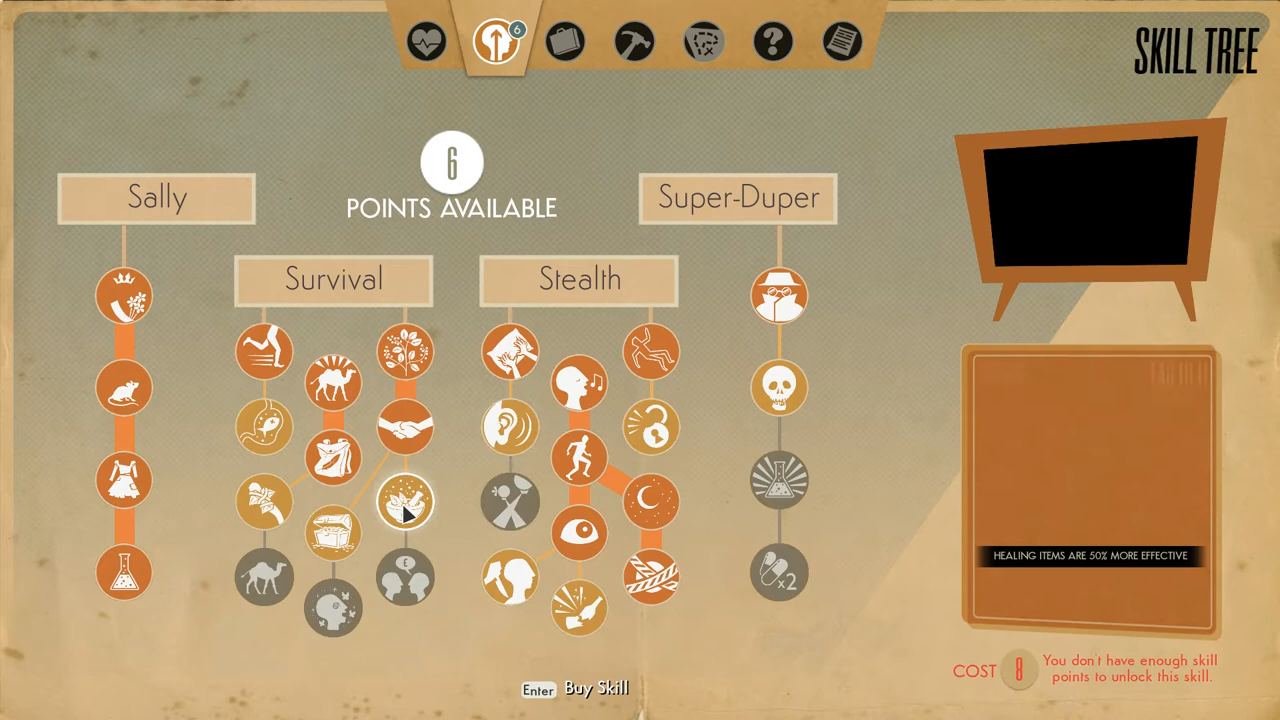 6
SKILL TREE
6
POINTS AVAILABLE
Sally
Super-Duper
Survival
Stealth
£
x2
HEALING ITEMS ARE 50% MORE EFFECTIVE
COST 8
You don't have enough skill
points to unlock this skill.
Enter Buy Skill